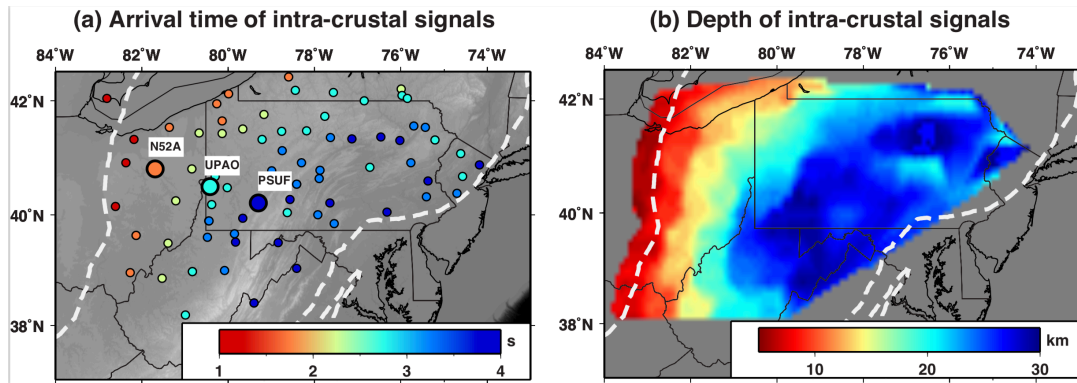 (a) Arrival time of intra-crustal signals
(b) Depth of intra-crustal signals
84°W 82° 80° 78° 76° 74°W
84°W 82° 80° 78° 76° 74°W
42°N
40°N
38°N
42°N
40°N
38°N
N52A
UPAO
PSUF
s
1 2 3 4
km
10 20 30